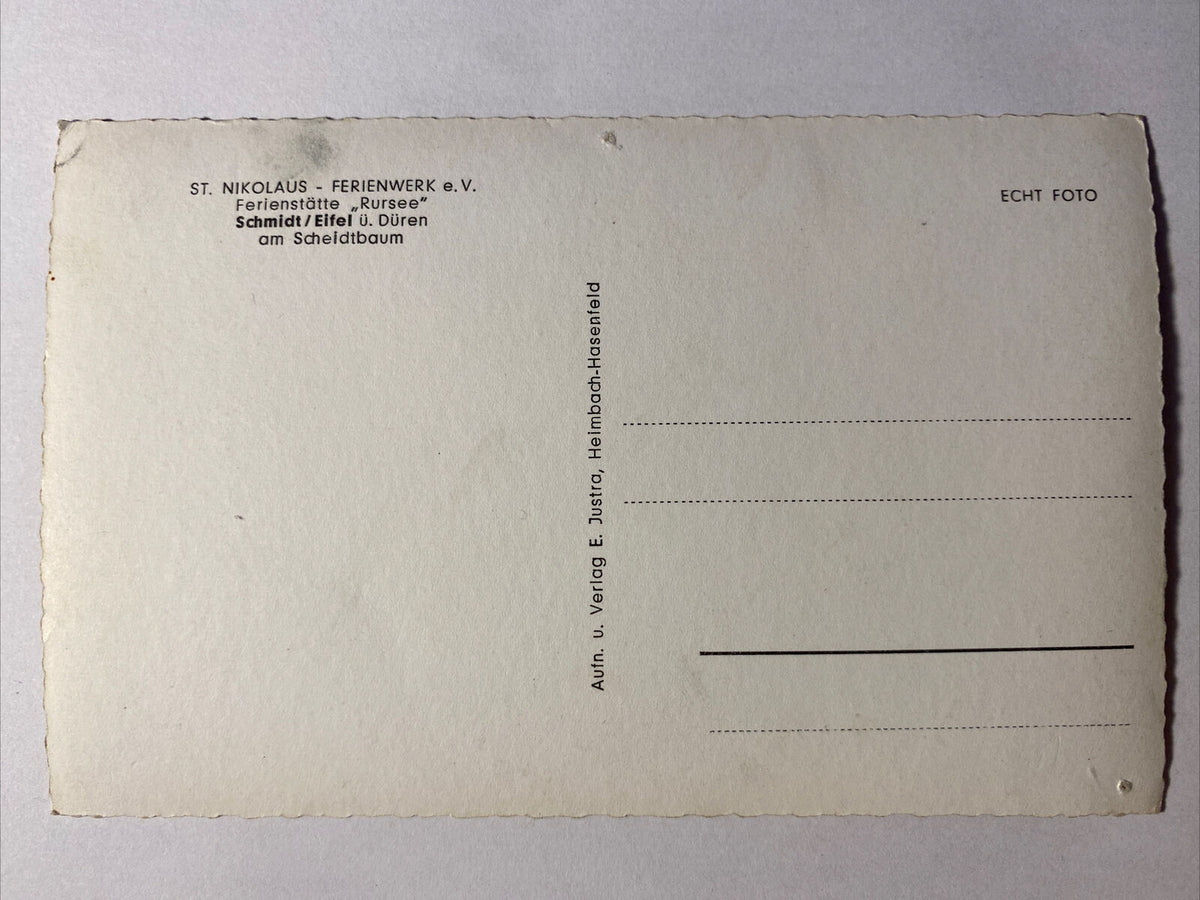 ST. NIKOLAUS - FERIENWERK e.V.
Ferienstätte „Rursee”
Schmidt/Eifel ü. Düren
am Scheidtbaum
Aufn. u. Verlag E. Justra, Heimbach-Hasenfeld
ECHT FOTO